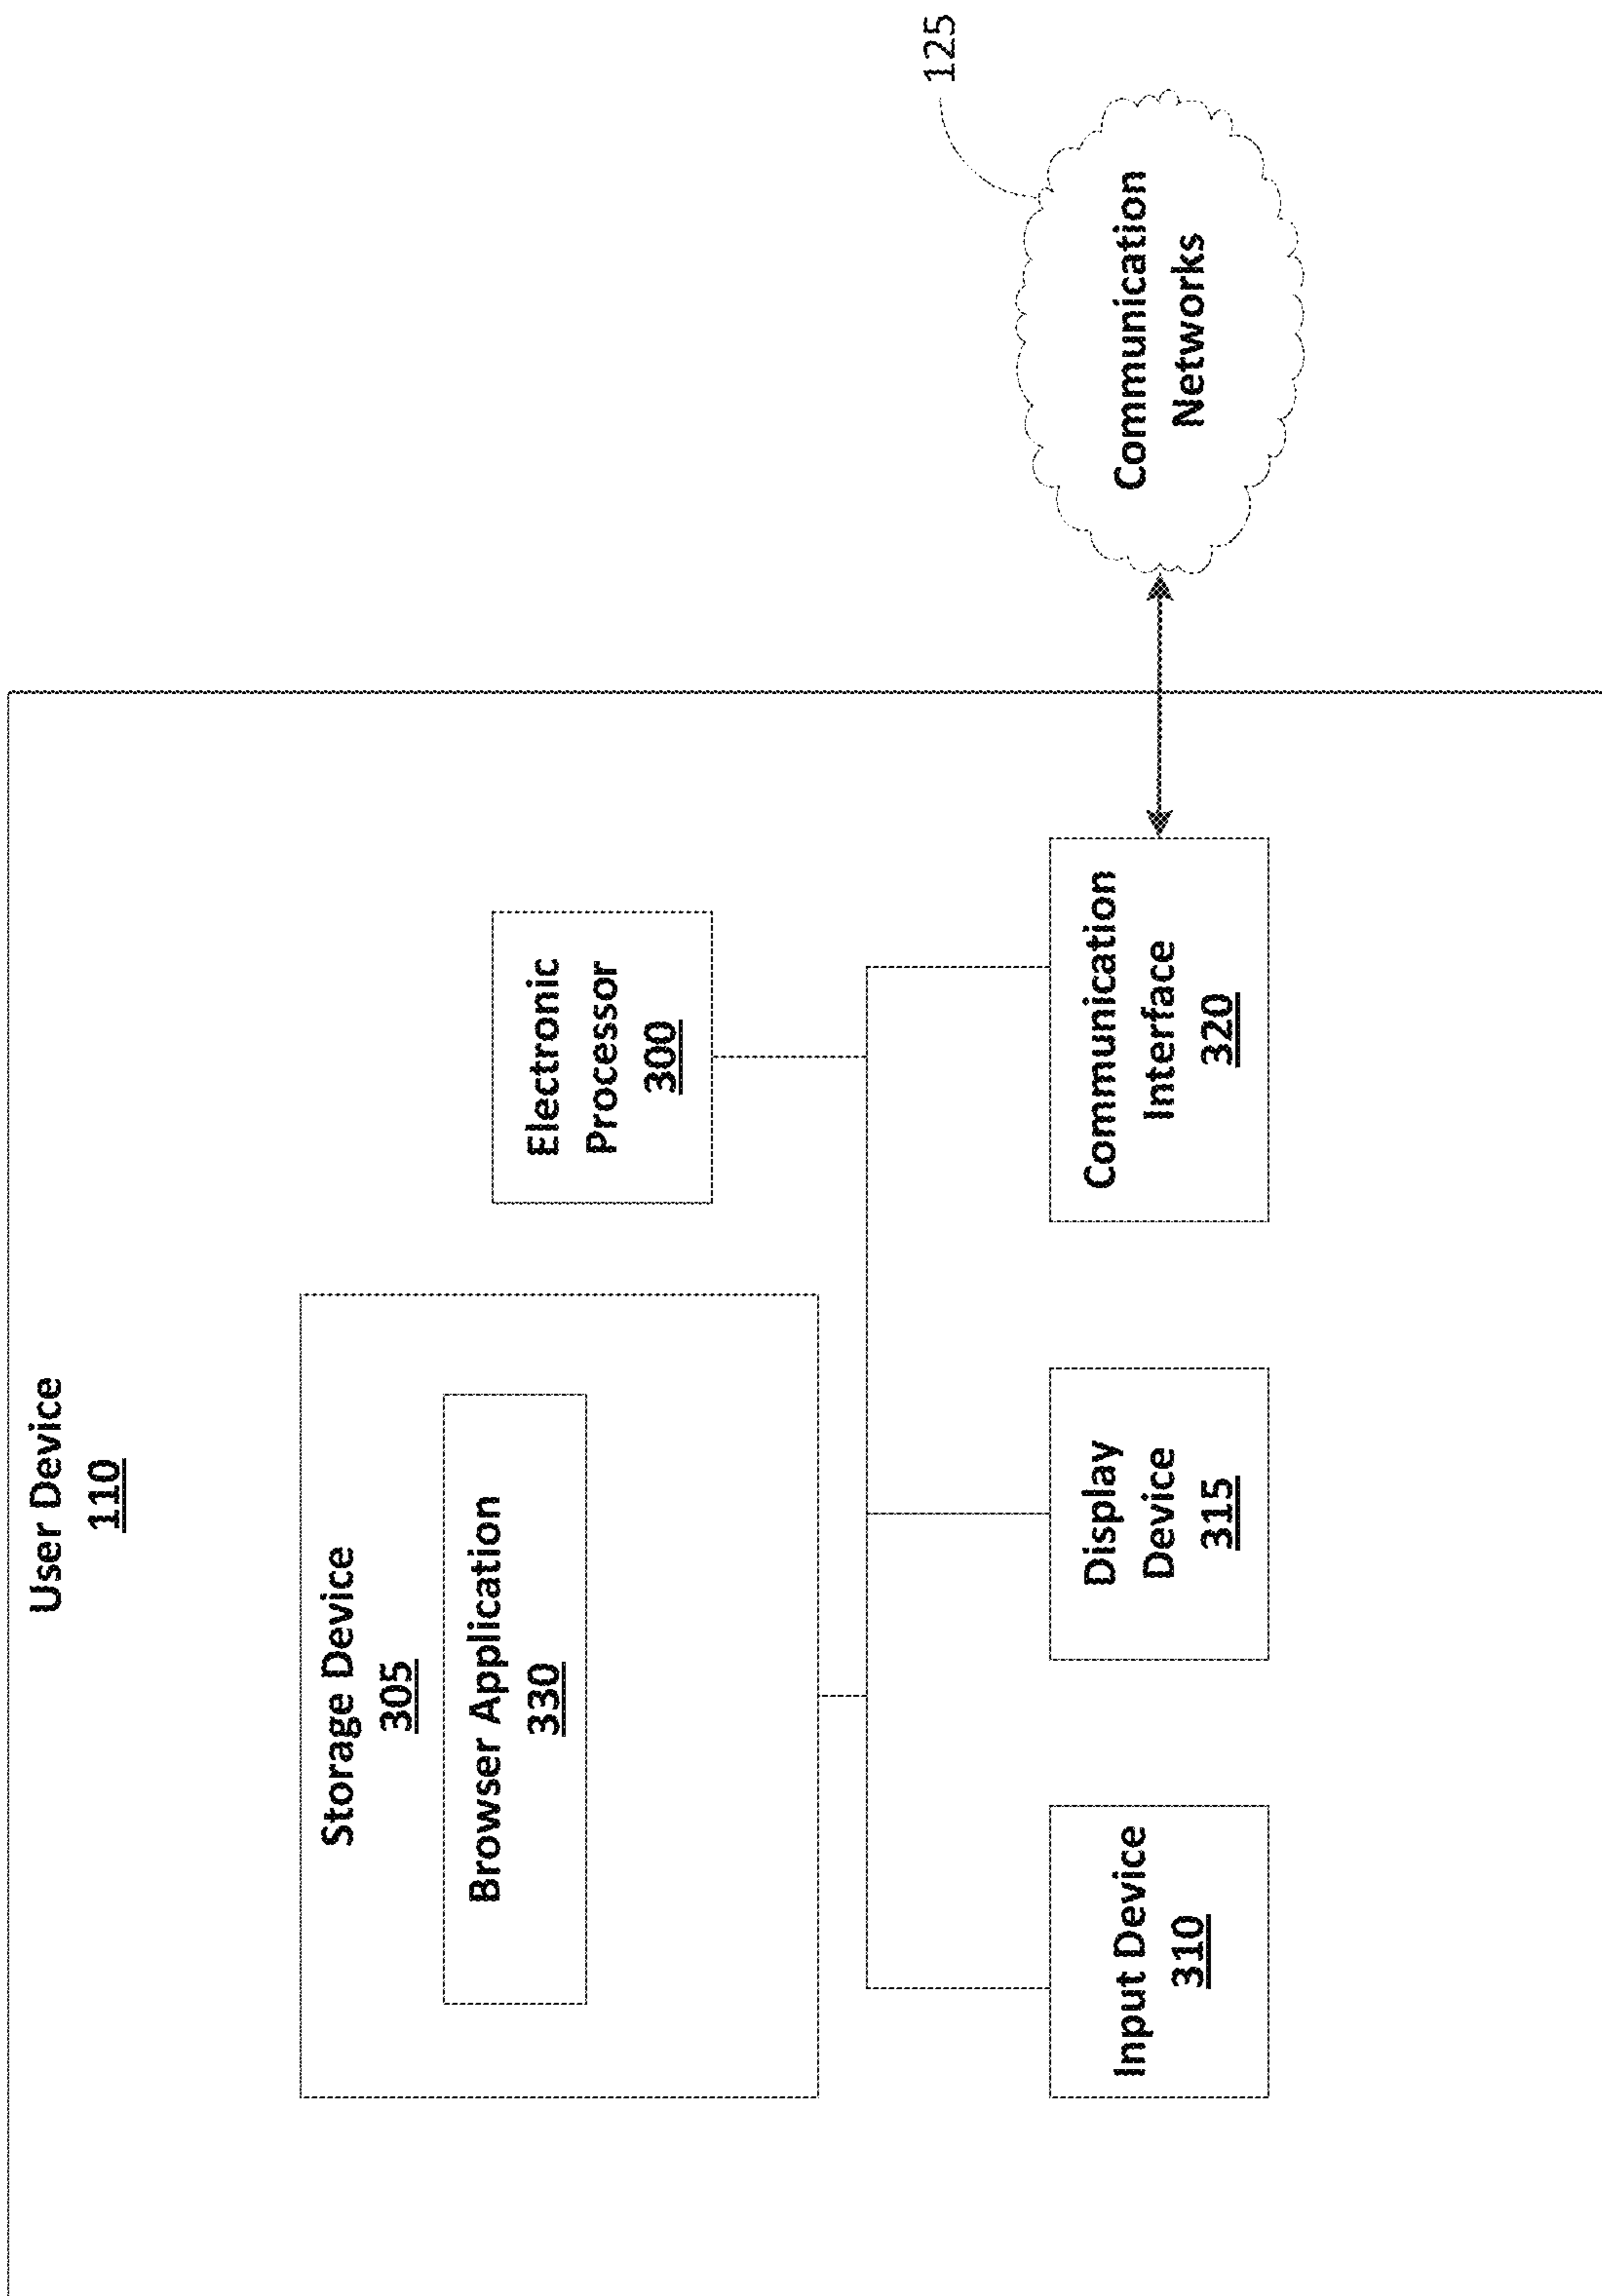 User Device
110
Storage Device
305
Browser Application
330
Electronic
Processor
300
Input Device
310
Display
Device
315
Communication
Interface
320
125
Communication
Networks